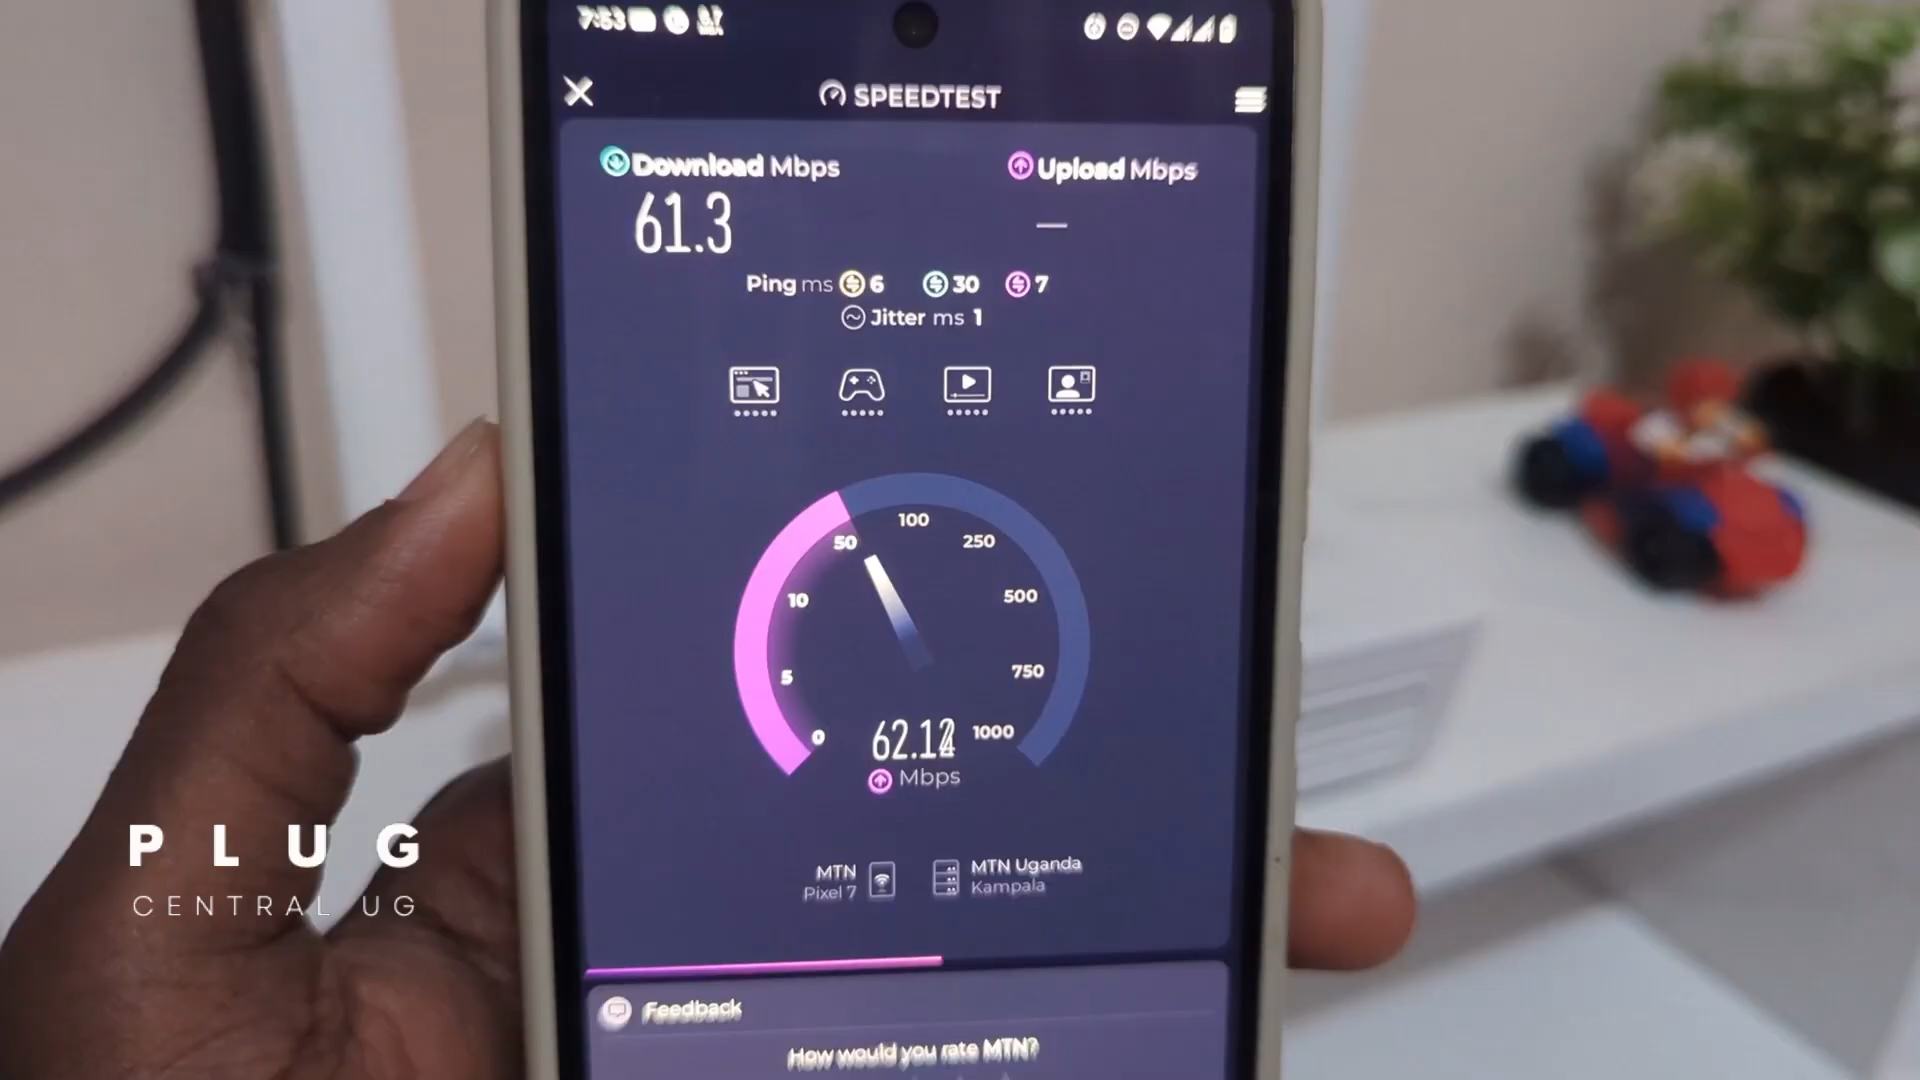 7:53
SPEEDTEST
Download Mbps
Upload Mbps
61.3
—
Ping ms 6 30 7
Jitter ms 1
100
50
250
10
500
5
750
0
1000
Mbps
MTN
Pixel 7
MTN Uganda
Kampala
Feedback
How would you rate MTN?
PLUG
CENTRAL UG